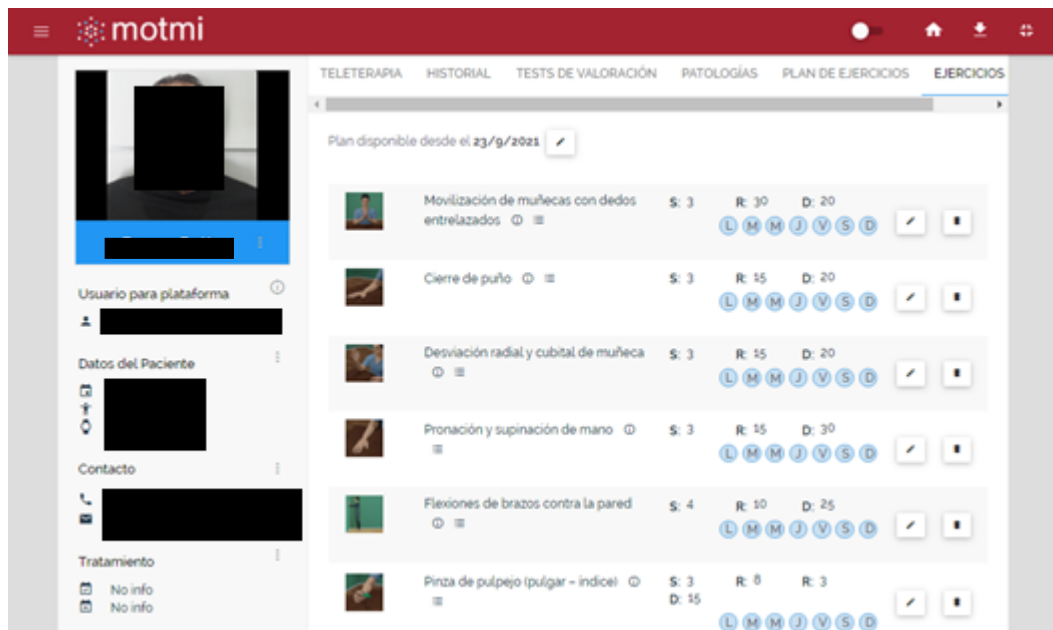 motmi
TELETERAPIA HISTORIAL TESTS DE VALORACIÓN PATOLOGÍAS PLAN DE EJERCICIOS EJERCICIOS
Plan disponible desde el 23/9/2021
Movilización de muñecas con dedos
entrelazados
S: 3 R: 30 D: 20
L M M J V S D
Cierre de puño
S: 3 R: 15 D: 20
L M M J V S D
Desviación radial y cubital de muñeca
S: 3 R: 15 D: 20
L M M J V S D
Pronación y supinación de mano
S: 3 R: 15 D: 30
L M M J V S D
Flexiones de brazos contra la pared
S: 4 R: 10 D: 25
L M M J V S D
Pinza de pulpejo (pulgar – indice)
S: 3 R: 8 R: 3
D: 15
L M M J V S D
Usuario para plataforma
Datos del Paciente
Contacto
Tratamiento
No info
No info